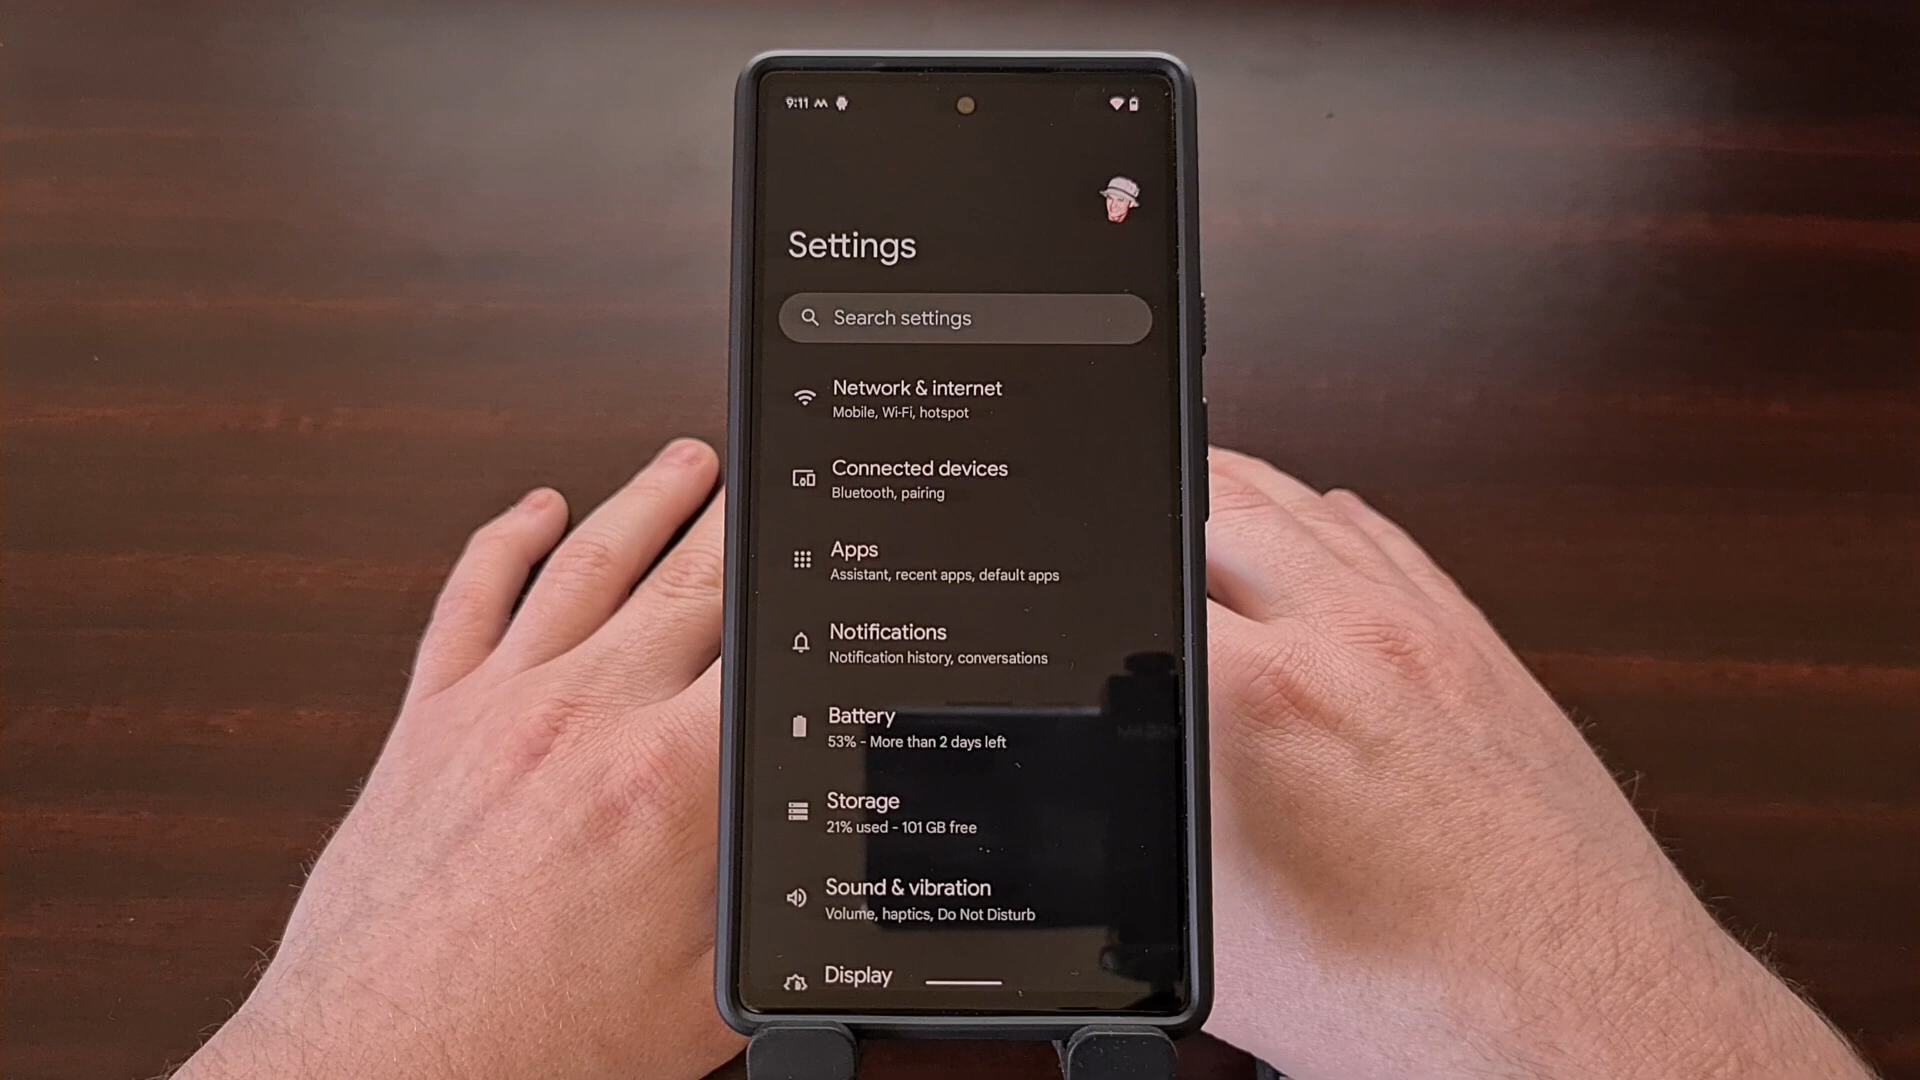 9:11
Settings
Search settings
Network & internet
Mobile, Wi-Fi, hotspot
Connected devices
Bluetooth, pairing
Apps
Assistant, recent apps, default apps
Notifications
Notification history, conversations
Battery
53% - More than 2 days left
Storage
21% used - 101 GB free
Sound & vibration
Volume, haptics, Do Not Disturb
Display